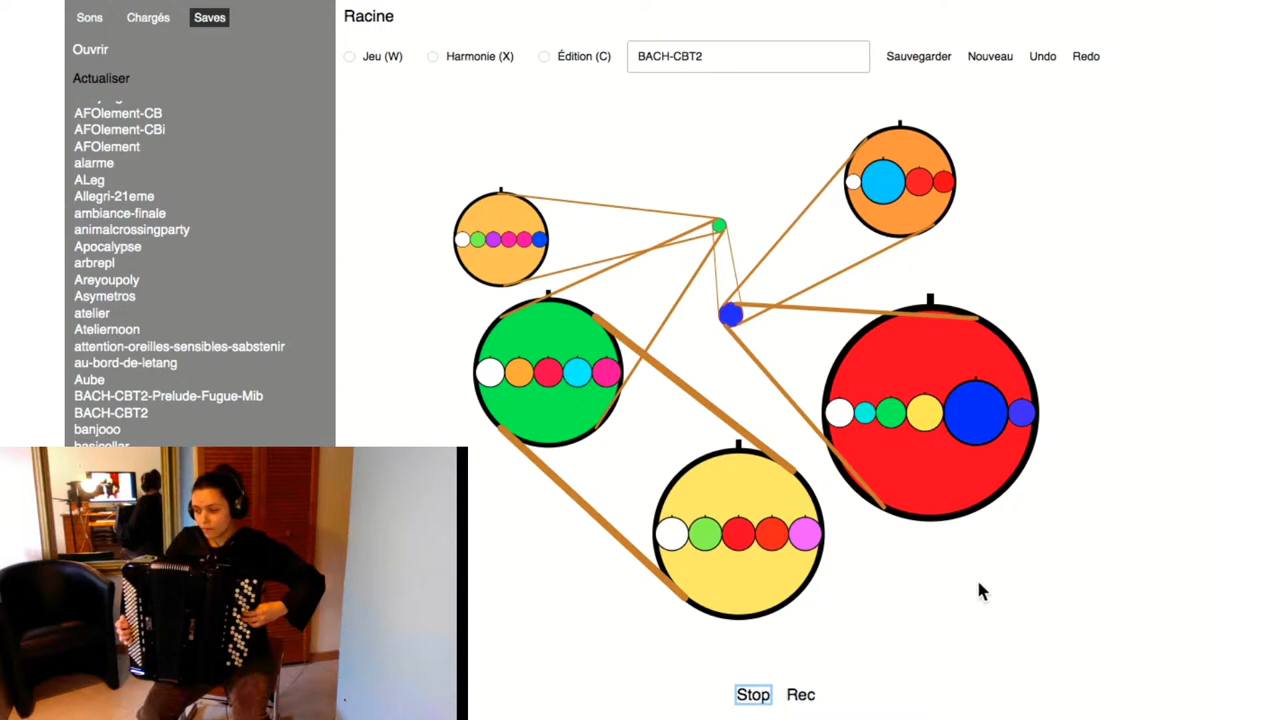 Sons Chargés Saves
Racine
Ouvrir
Jeu (W) Harmonie (X) Édition (C) BACH-CBT2 Sauvegarder Nouveau Undo Redo
Actualiser
AFOlement-CB
AFOlement-CBi
AFOlement
alarme
ALeg
Allegri-21eme
ambiance-finale
animalcrossingparty
Apocalypse
arbrepl
Areyoupoly
Asymetros
atelier
Ateliernoon
attention-oreilles-sensibles-sabstenir
au-bord-de-letang
Aube
BACH-CBT2-Prelude-Fugue-Mib
BACH-CBT2
banjooo
Stop Rec